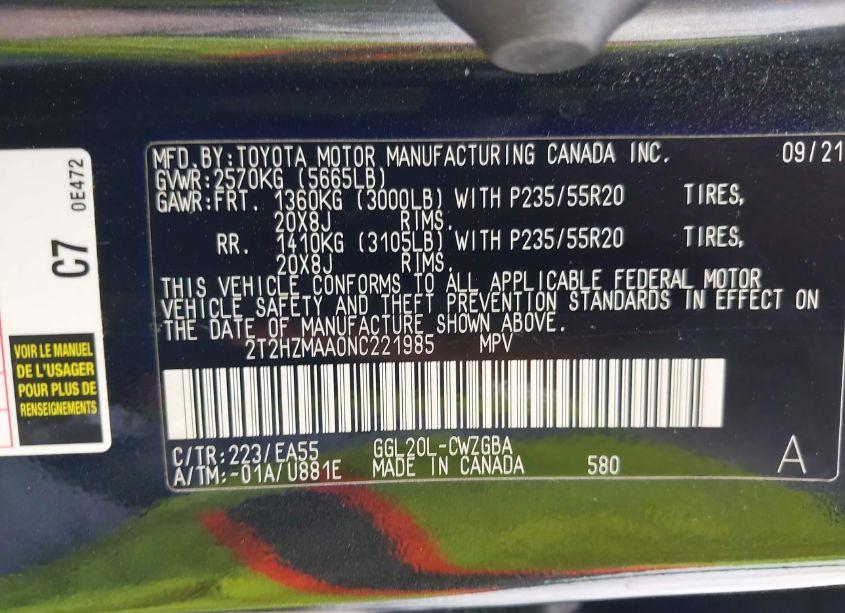 MFD.BY:TOYOTA MOTOR MANUFACTURING CANADA INC. 09/21
GVWR:2570KG (5665LB)
GAWR:FRT. 1360KG (3000LB) WITH P235/55R20 TIRES,
20X8J RIMS.
RR. 1410KG (3105LB) WITH P235/55R20 TIRES,
20X8J RIMS.
THIS VEHICLE CONFORMS TO ALL APPLICABLE FEDERAL MOTOR
VEHICLE SAFETY AND THEFT PREVENTION STANDARDS IN EFFECT ON
THE DATE OF MANUFACTURE SHOWN ABOVE.
2T2HZMAA0NC221985 MPV
C/TR:223/EA55 GGL20L-CWZGBA
A/TM:-01A/U881E MADE IN CANADA 580 A
C7 0E472
VOIR LE MANUEL
DE L'USAGER
POUR PLUS DE
RENSEIGNEMENTS